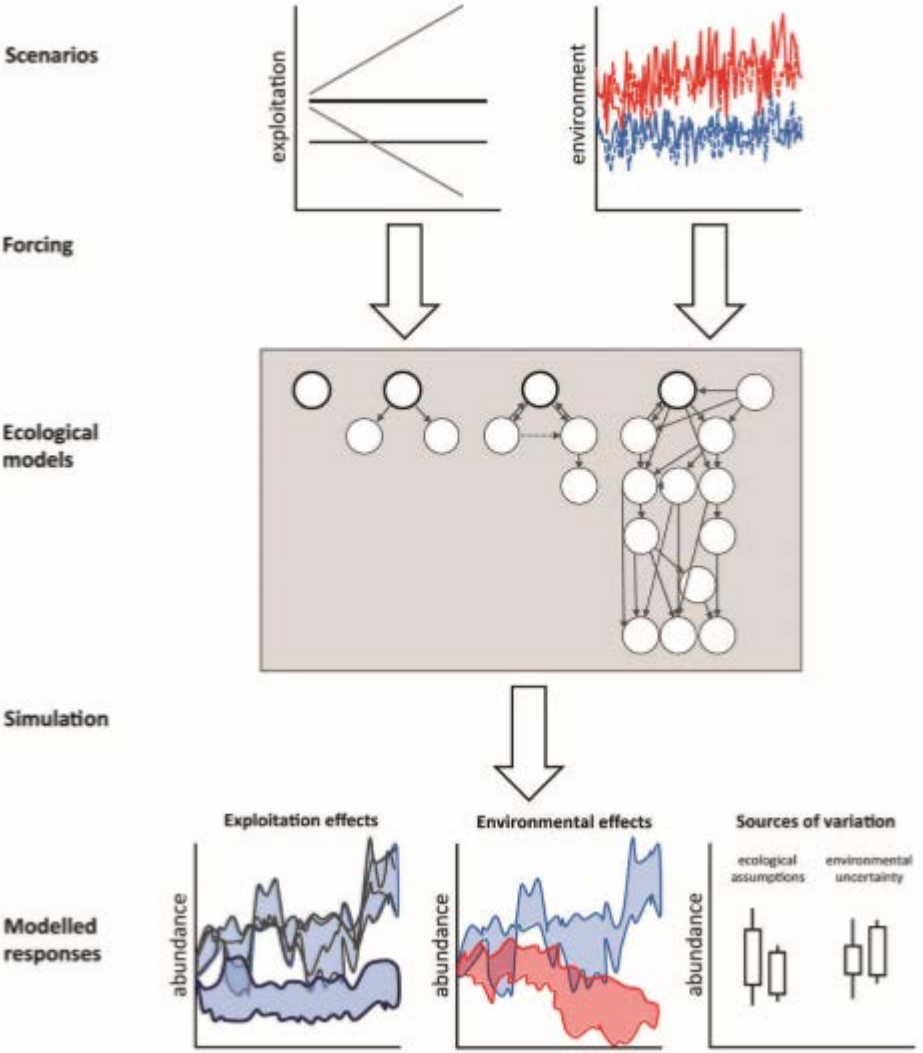 Scenarios
exploitation
environment
Forcing
Ecological
models
Simulation
Exploitation effects
Environmental effects
Sources of variation
ecological
assumptions
environmental
uncertainty
Modelled
responses
abundance
abundance
abundance